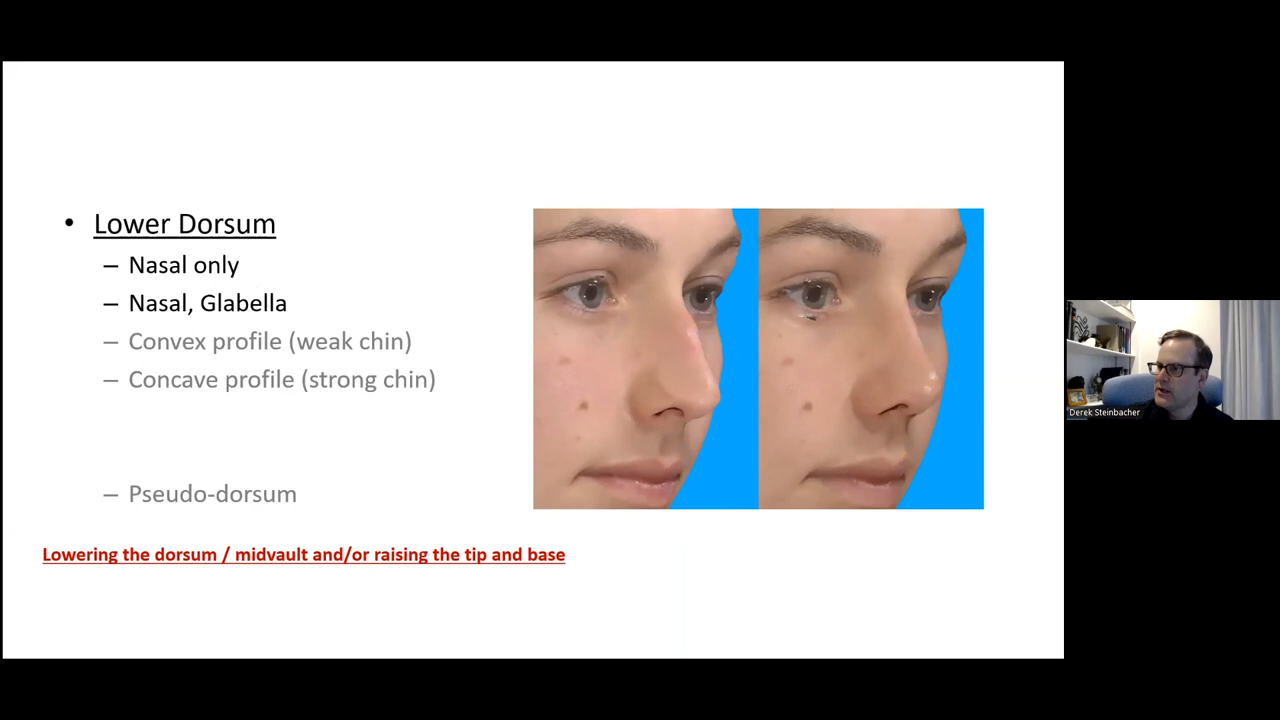 • Lower Dorsum
– Nasal only
– Nasal, Glabella
– Convex profile (weak chin)
– Concave profile (strong chin)
– Pseudo-dorsum
Lowering the dorsum / midvault and/or raising the tip and base
Derek Steinbacher